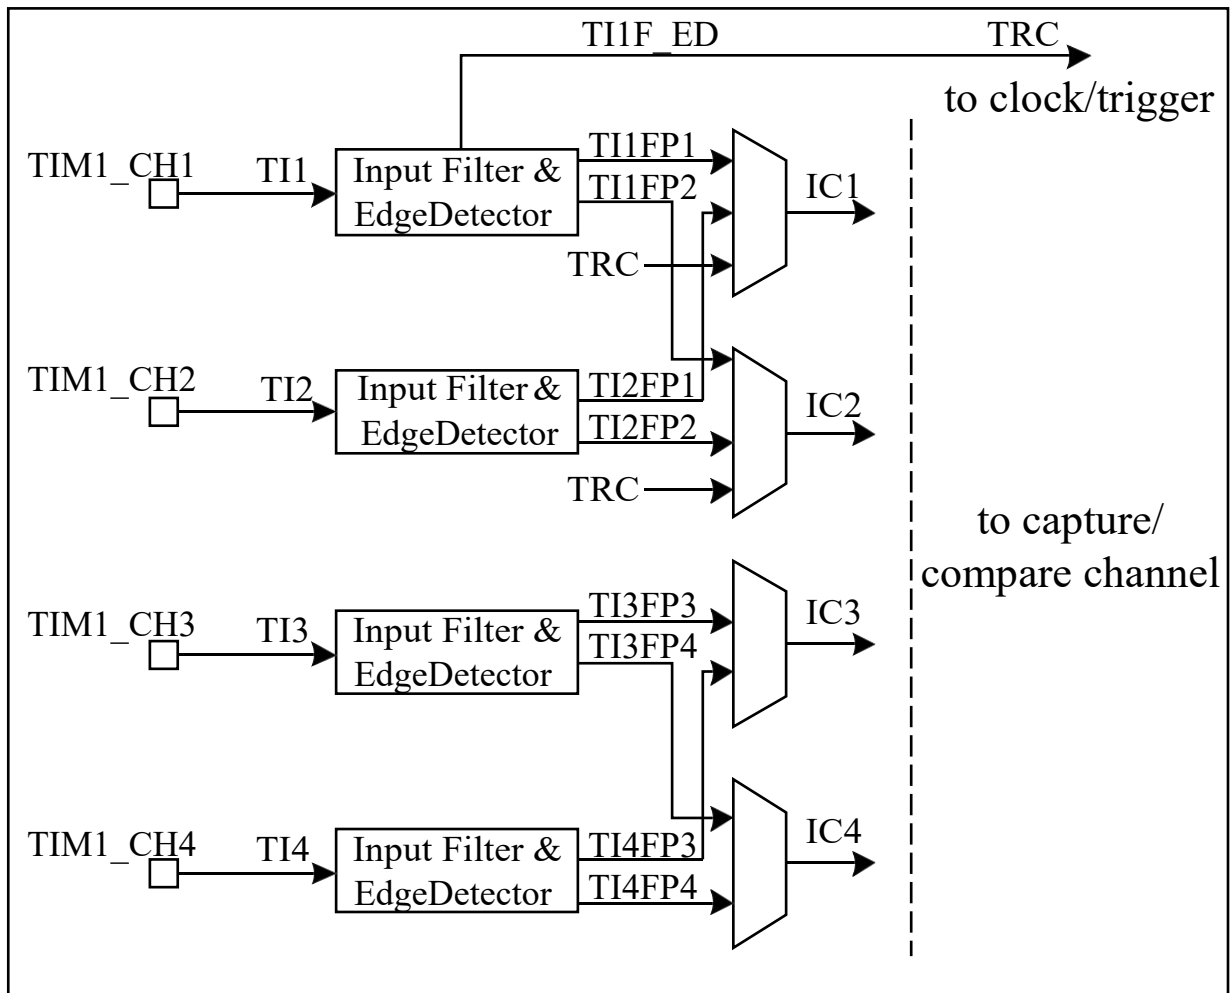 TI1F_ED
TRC
to clock/trigger
TIM1_CH1
TI1
Input Filter &
EdgeDetector
TI1FP1
TI1FP2
TRC
IC1
TIM1_CH2
TI2
Input Filter &
EdgeDetector
TI2FP1
TI2FP2
TRC
IC2
to capture/
compare channel
TIM1_CH3
TI3
Input Filter &
EdgeDetector
TI3FP3
TI3FP4
IC3
TIM1_CH4
TI4
Input Filter &
EdgeDetector
TI4FP3
TI4FP4
IC4